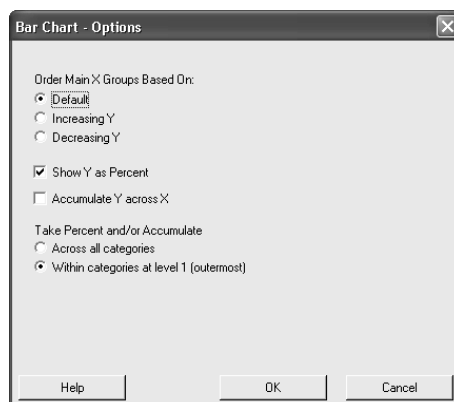 Bar Chart - Options
Order Main X Groups Based On:
Default
Increasing Y
Decreasing Y
Show Y as Percent
Accumulate Y across X
Take Percent and/or Accumulate
Across all categories
Within categories at level 1 (outermost)
Help OK Cancel